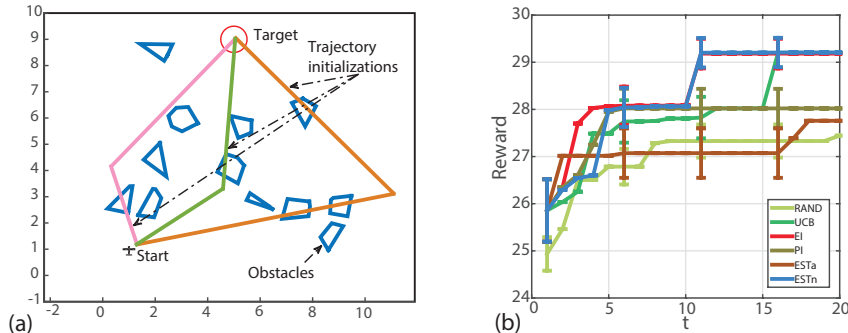 10
9
8
7
6
5
4
3
2
1
0
-1
-2
0
2
4
6
8
10
Target
Trajectory
initializations
Start
Obstacles
(a)
30
29
28
27
26
25
24
0
5
10
15
20
Reward
t
RAND
UCB
EI
PI
ESTa
ESTn
(b)